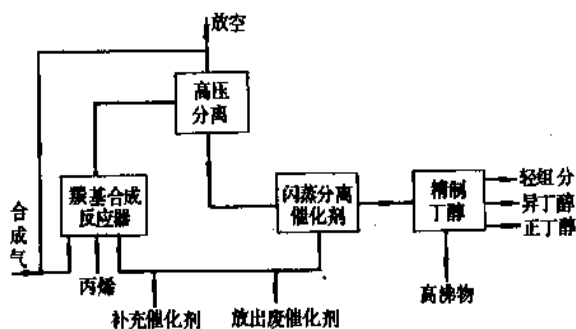 放空
高压
分离
羰基合成
反应器
闪蒸分离
催化剂
精制
丁醇
轻组分
异丁醇
正丁醇
合成气
丙烯
高沸物
补充催化剂
放出废催化剂